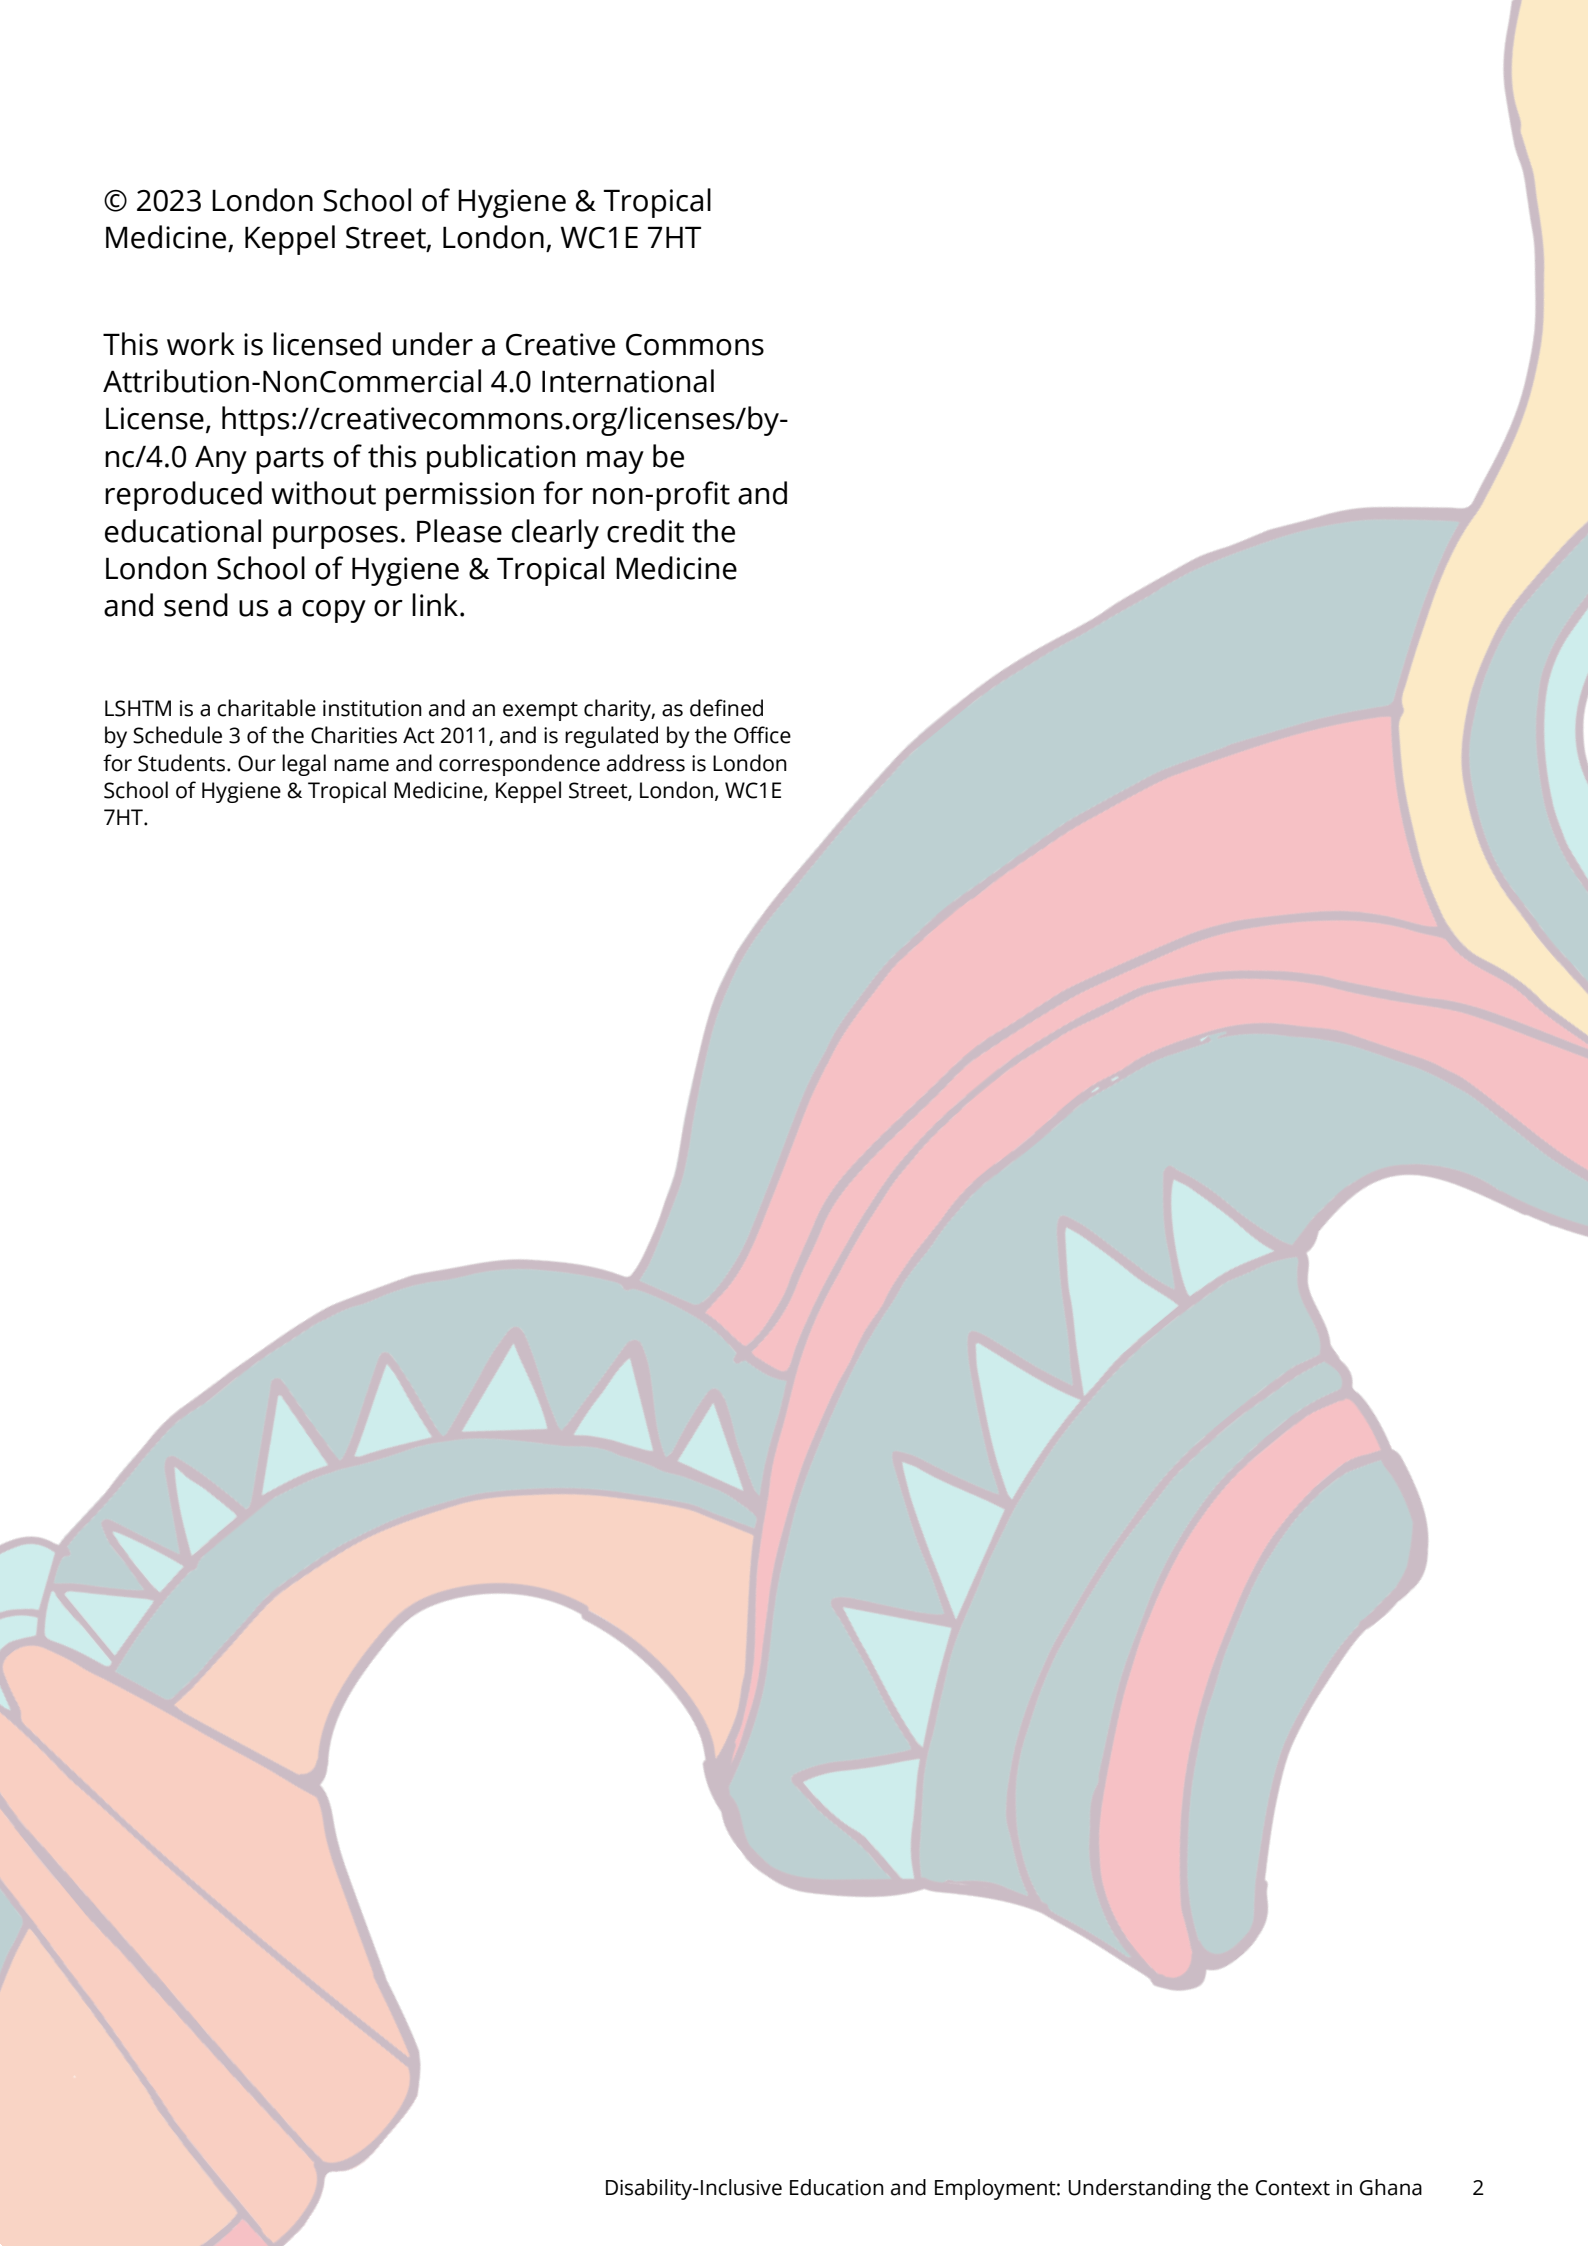 © 2023 London School of Hygiene & Tropical
Medicine, Keppel Street, London, WC1E 7HT
This work is licensed under a Creative Commons
Attribution-NonCommercial 4.0 International
License, https://creativecommons.org/licenses/by-
nc/4.0 Any parts of this publication may be
reproduced without permission for non-profit and
educational purposes. Please clearly credit the
London School of Hygiene & Tropical Medicine
and send us a copy or link.
LSHTM is a charitable institution and an exempt charity, as defined
by Schedule 3 of the Charities Act 2011, and is regulated by the Office
for Students. Our legal name and correspondence address is London
School of Hygiene & Tropical Medicine, Keppel Street, London, WC1E
7HT.
Disability-Inclusive Education and Employment: Understanding the Context in Ghana 2